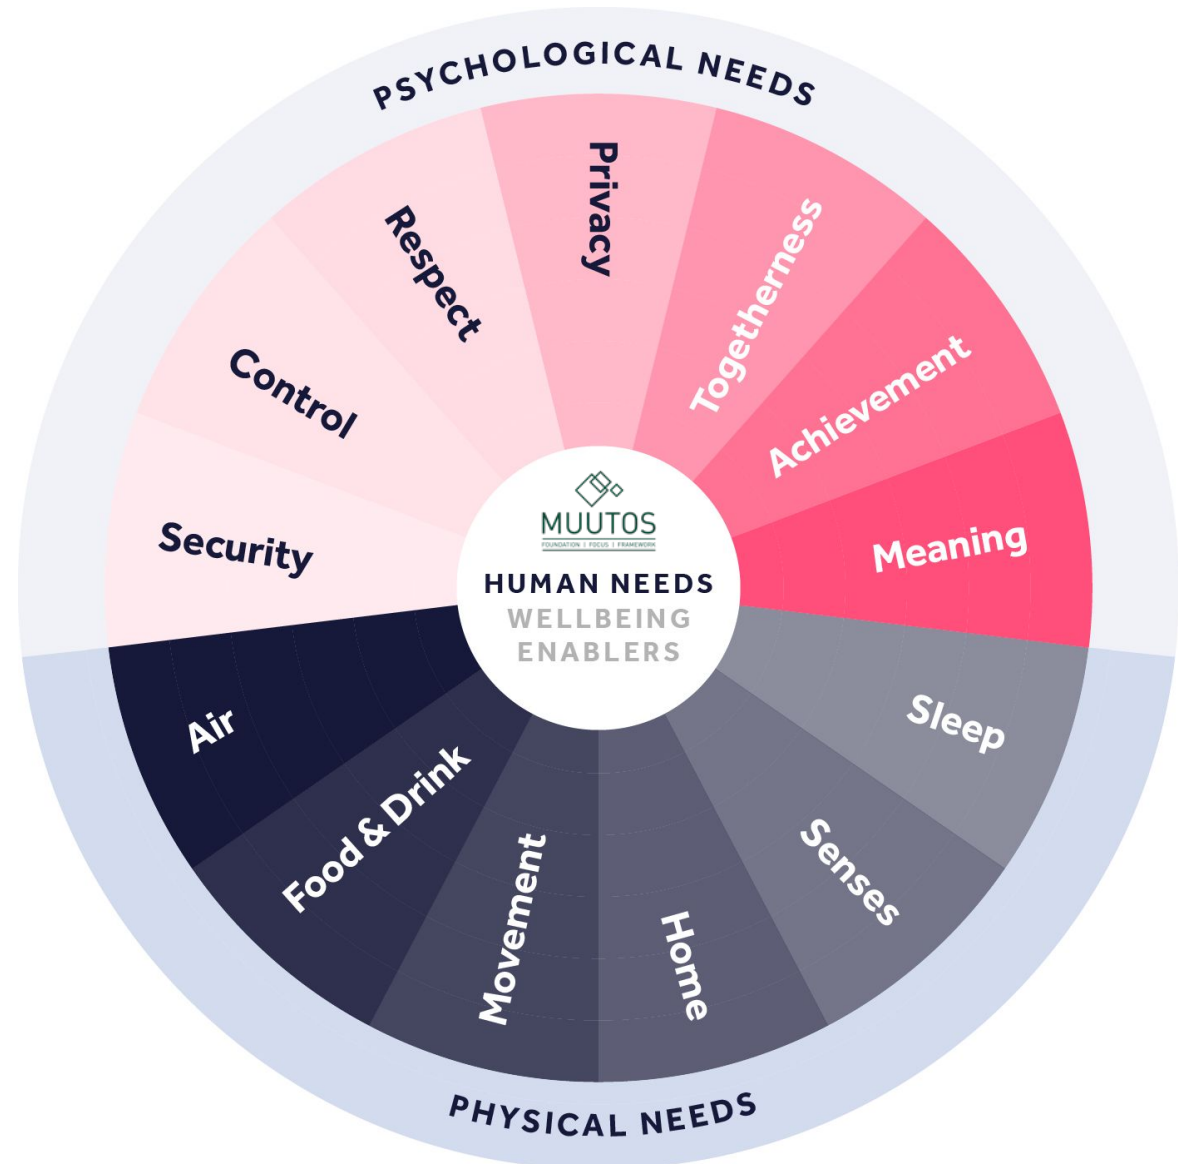 PSYCHOLOGICAL NEEDS
Security
Control
Respect
Privacy
Togetherness
Achievement
Meaning
MUUTOS
FOUNDATION | FOCUS | FRAMEWORK
HUMAN NEEDS
WELLBEING
ENABLERS
Air
Food & Drink
Movement
Home
Senses
Sleep
PHYSICAL NEEDS